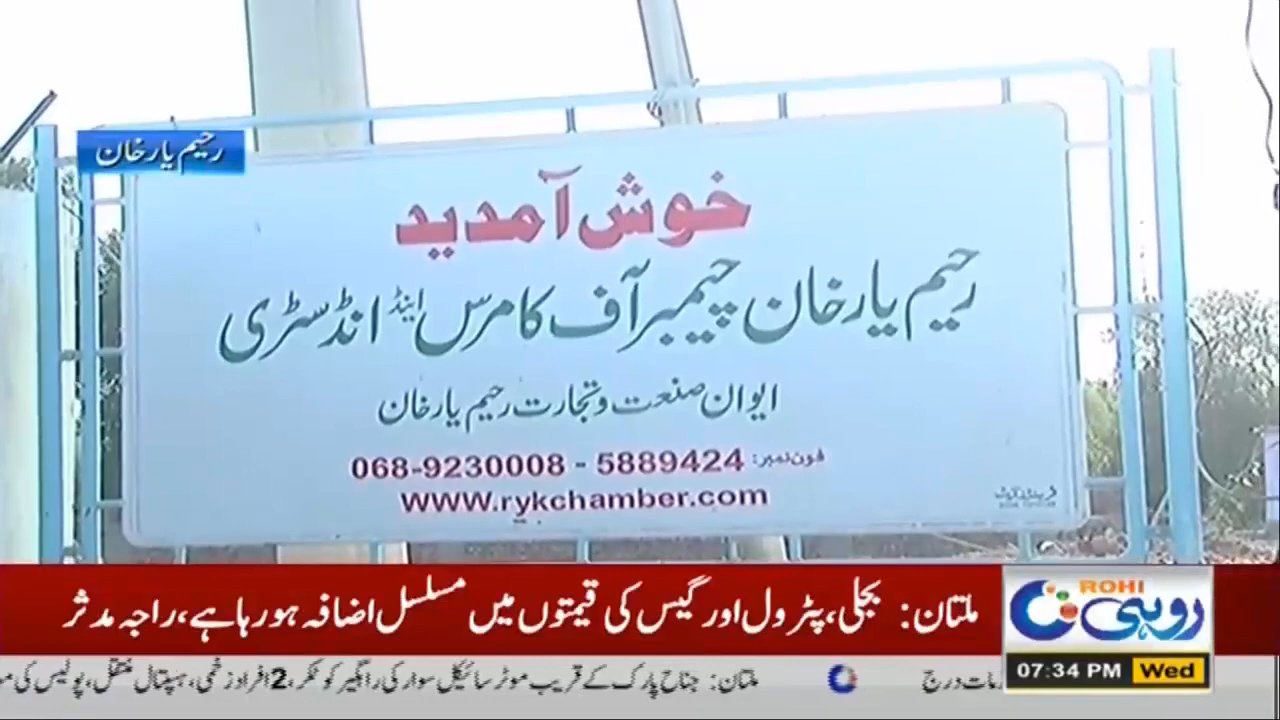 رحیم یار خان
خوش آمدید
رحیم یار خان چیمبر آف کامرس اینڈ انڈسٹری
ایوان صنعت و تجارت رحیم یار خان
فون نمبر: 068-9230008 - 5889424
WWW.rykchamber.com
ملتان: بجلی، پٹرول اور گیس کی قیمتوں میں مسلسل اضافہ ہو رہا ہے، راجہ مدثر
ROHI
روہی
مات درج
ملتان: جناح پارک کے قریب موٹر سائیکل سوار کی راہگیر کو ٹکر، 2 افراد زخمی، ہسپتال منتقل، پولیس کی مو
07:34 PM Wed